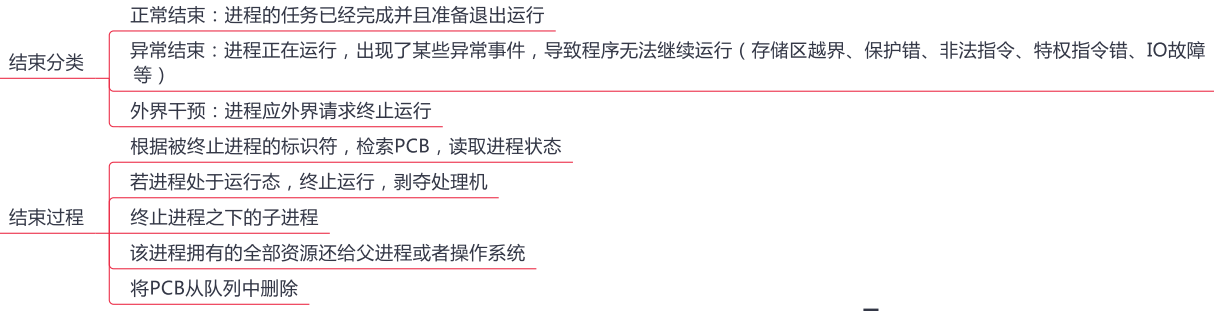 结束分类
正常结束：进程的任务已经完成并且准备退出运行
异常结束：进程正在运行，出现了某些异常事件，导致程序无法继续运行（存储区越界、保护错、非法指令、特权指令错、IO故障
等）
外界干预：进程应外界请求终止运行
结束过程
根据被终止进程的标识符，检索PCB，读取进程状态
若进程处于运行态，终止运行，剥夺处理机
终止进程之下的子进程
该进程拥有的全部资源还给父进程或者操作系统
将PCB从队列中删除